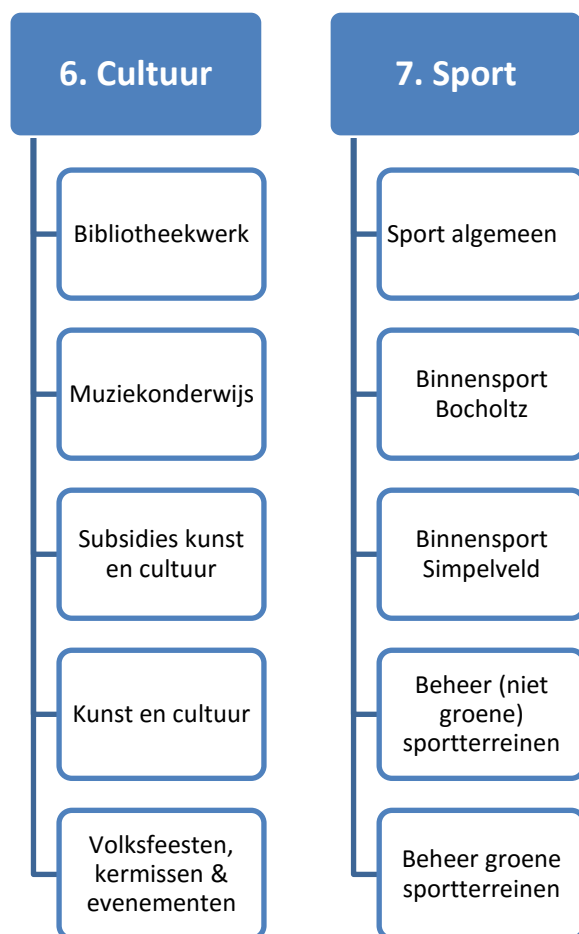 6. Cultuur
Bibliotheekwerk
Muziekonderwijs
Subsidies kunst
en cultuur
Kunst en cultuur
Volksfeesten,
kermissen &
evenementen
7. Sport
Sport algemeen
Binnensport
Bocholtz
Binnensport
Simpelveld
Beheer (niet
groene)
sportterreinen
Beheer groene
sportterreinen